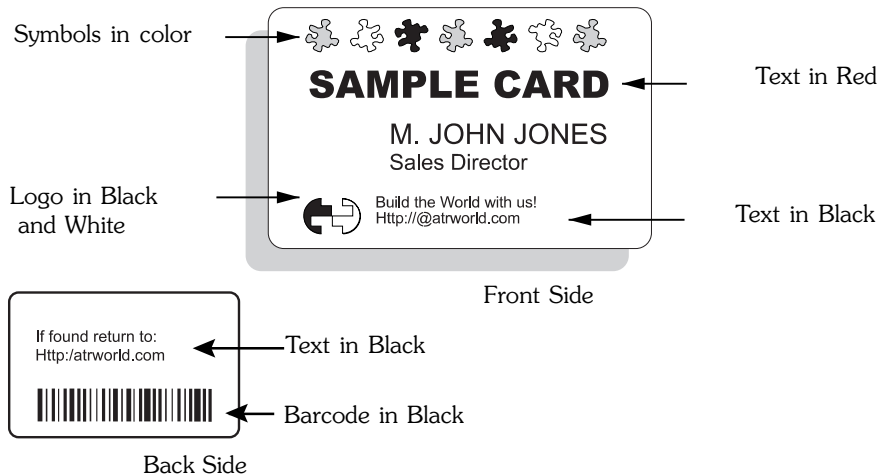 Symbols in color
SAMPLE CARD
Text in Red
M. JOHN JONES
Sales Director
Logo in Black
and White
Build the World with us!
Http://@atrworld.com
Text in Black
Front Side
If found return to:
Http:/atrworld.com
Text in Black
Barcode in Black
Back Side